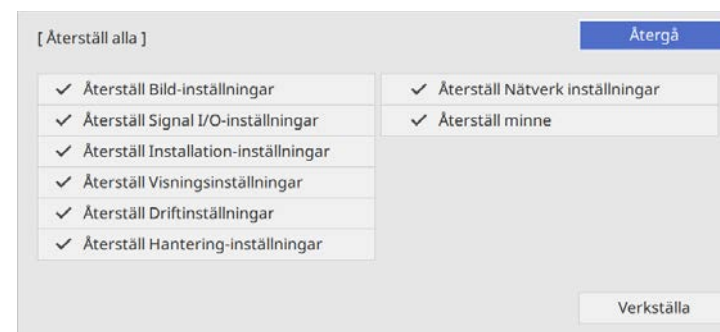 [ Återställ alla ]
Återgå
✓ Återställ Bild-inställningar
✓ Återställ Signal I/O-inställningar
✓ Återställ Installation-inställningar
✓ Återställ Visningsinställningar
✓ Återställ Driftinställningar
✓ Återställ Hantering-inställningar
✓ Återställ Nätverk inställningar
✓ Återställ minne
Verkställa